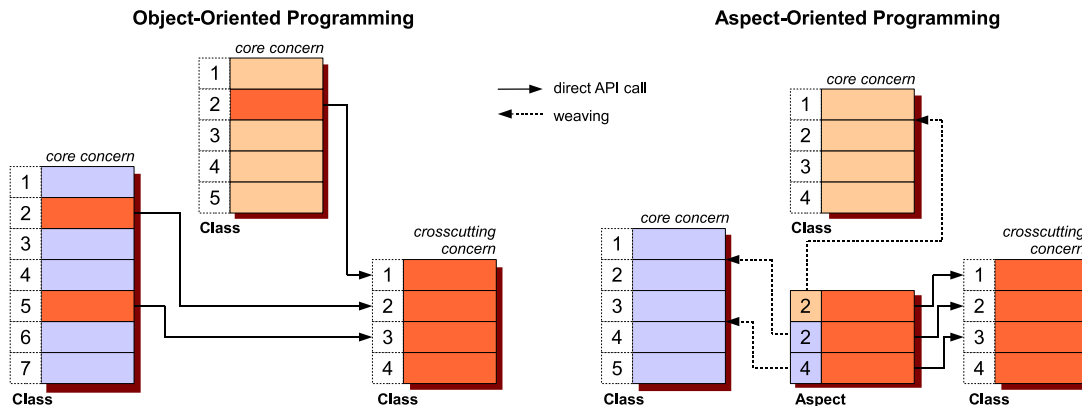 Object-Oriented Programming
core concern
1
2
3
4
5
Class
core concern
1
2
3
4
5
6
7
Class
crosscutting
concern
1
2
3
4
Class
direct API call
weaving
Aspect-Oriented Programming
core concern
1
2
3
4
Class
core concern
1
2
3
4
5
Class
2
2
4
Aspect
crosscutting
concern
1
2
3
4
Class